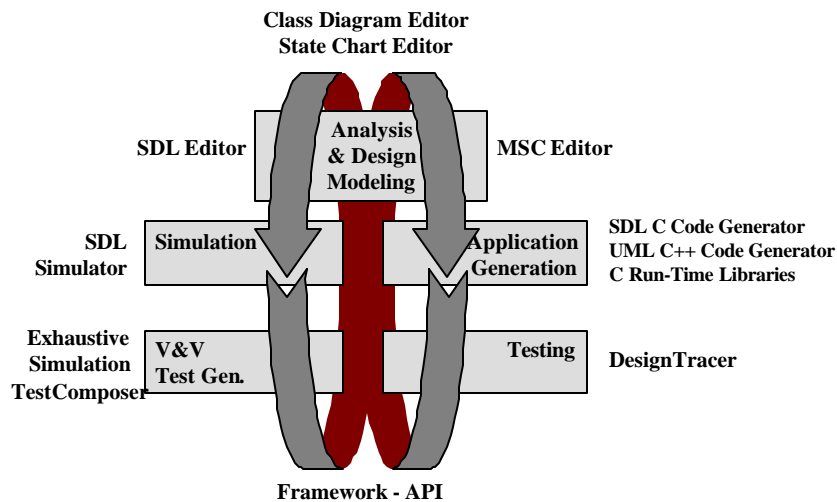 Class Diagram Editor
State Chart Editor
SDL Editor
Analysis
& Design
Modeling
MSC Editor
SDL
Simulator
Simulation
Application
Generation
SDL C Code Generator
UML C++ Code Generator
C Run-Time Libraries
Exhaustive
Simulation
TestComposer
V&V
Test Gen.
Testing
DesignTracer
Framework - API